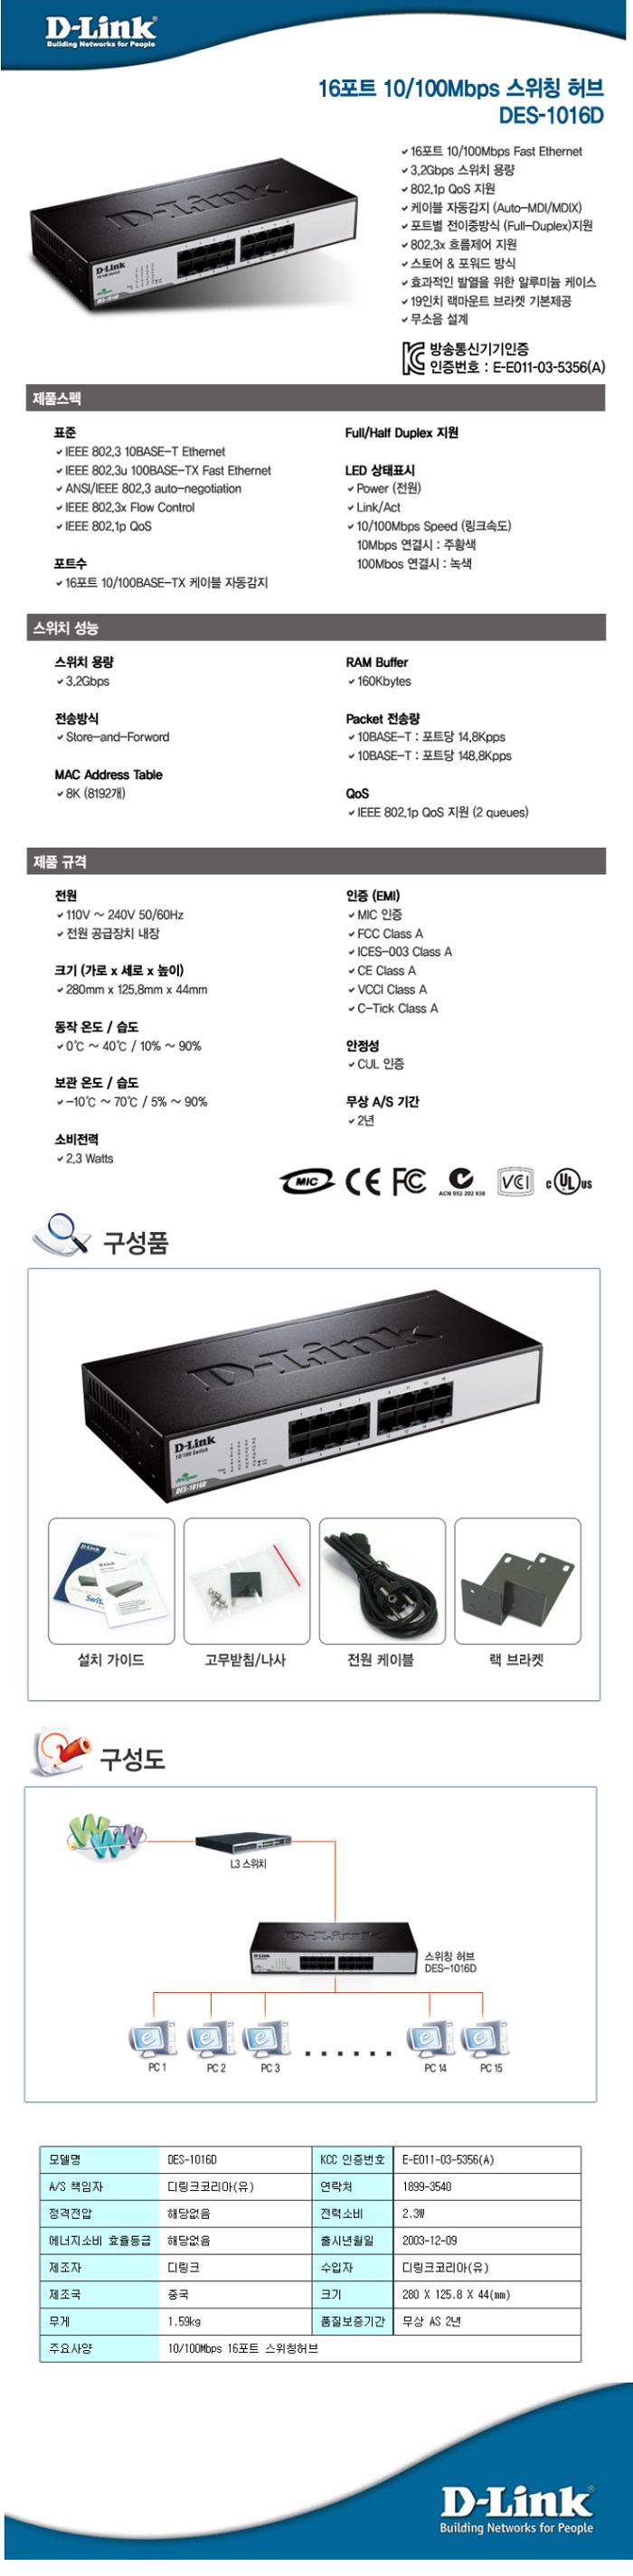 D-Link
Building Networks for People
16포트 10/100Mbps 스위칭 허브
DES-1016D
16포트 10/100Mbps Fast Ethernet
3.2Gbps 스위치 용량
802.1p QoS 지원
케이블 자동감지 (Auto-MDI/MDIX)
포트별 전이중방식 (Full-Duplex)지원
802.3x 흐름제어 지원
스토어 & 포워드 방식
효과적인 발열을 위한 알루미늄 케이스
19인치 랙마운트 브라켓 기본제공
무소음 설계
방송통신기기인증
인증번호 : E-E011-03-5356(A)
제품스펙
표준
IEEE 802.3 10BASE-T Ethernet
IEEE 802.3u 100BASE-TX Fast Ethernet
ANSI/IEEE 802.3 auto-negotiation
IEEE 802.3x Flow Control
IEEE 802.1p QoS
포트수
16포트 10/100BASE-TX 케이블 자동감지
Full/Half Duplex 지원
LED 상태표시
Power (전원)
Link/Act
10/100Mbps Speed (링크속도)
10Mbps 연결시 : 주황색
100Mbos 연결시 : 녹색
스위치 성능
스위치 용량
3.2Gbps
전송방식
Store-and-Forword
MAC Address Table
8K (8192개)
RAM Buffer
160Kbytes
Packet 전송량
10BASE-T : 포트당 14.8Kpps
10BASE-T : 포트당 148.8Kpps
QoS
IEEE 802.1p QoS 지원 (2 queues)
제품 규격
전원
110V ~ 240V 50/60Hz
전원 공급장치 내장
크기 (가로 x 세로 x 높이)
280mm x 125.8mm x 44mm
동작 온도 / 습도
0℃ ~ 40℃ / 10% ~ 90%
보관 온도 / 습도
-10℃ ~ 70℃ / 5% ~ 90%
소비전력
2.3 Watts
인증 (EMI)
MIC 인증
FCC Class A
ICES-003 Class A
CE Class A
VCCI Class A
C-Tick Class A
안정성
CUL 인증
무상 A/S 기간
2년
MIC CE FC VCI c UL us
ACN 052 202 838
구성품
D-Link
D-Link
10/100 Switch
DES-1016D
설치 가이드
고무받침/나사
전원 케이블
랙 브라켓
구성도
WWW
L3 스위치
스위칭 허브
DES-1016D
PC 1
PC 2
PC 3
PC 14
PC 15
모델명 DES-1016D KCC 인증번호 E-E011-03-5356(A)
A/S 책임자 디링크코리아(유) 연락처 1899-3540
정격전압 해당없음 전력소비 2.3W
에너지소비 효율등급 해당없음 출시년월일 2003-12-09
제조자 디링크 수입자 디링크코리아(유)
제조국 중국 크기 280 X 125.8 X 44(mm)
무게 1.59kg 품질보증기간 무상 AS 2년
주요사양 10/100Mbps 16포트 스위칭허브
D-Link
Building Networks for People